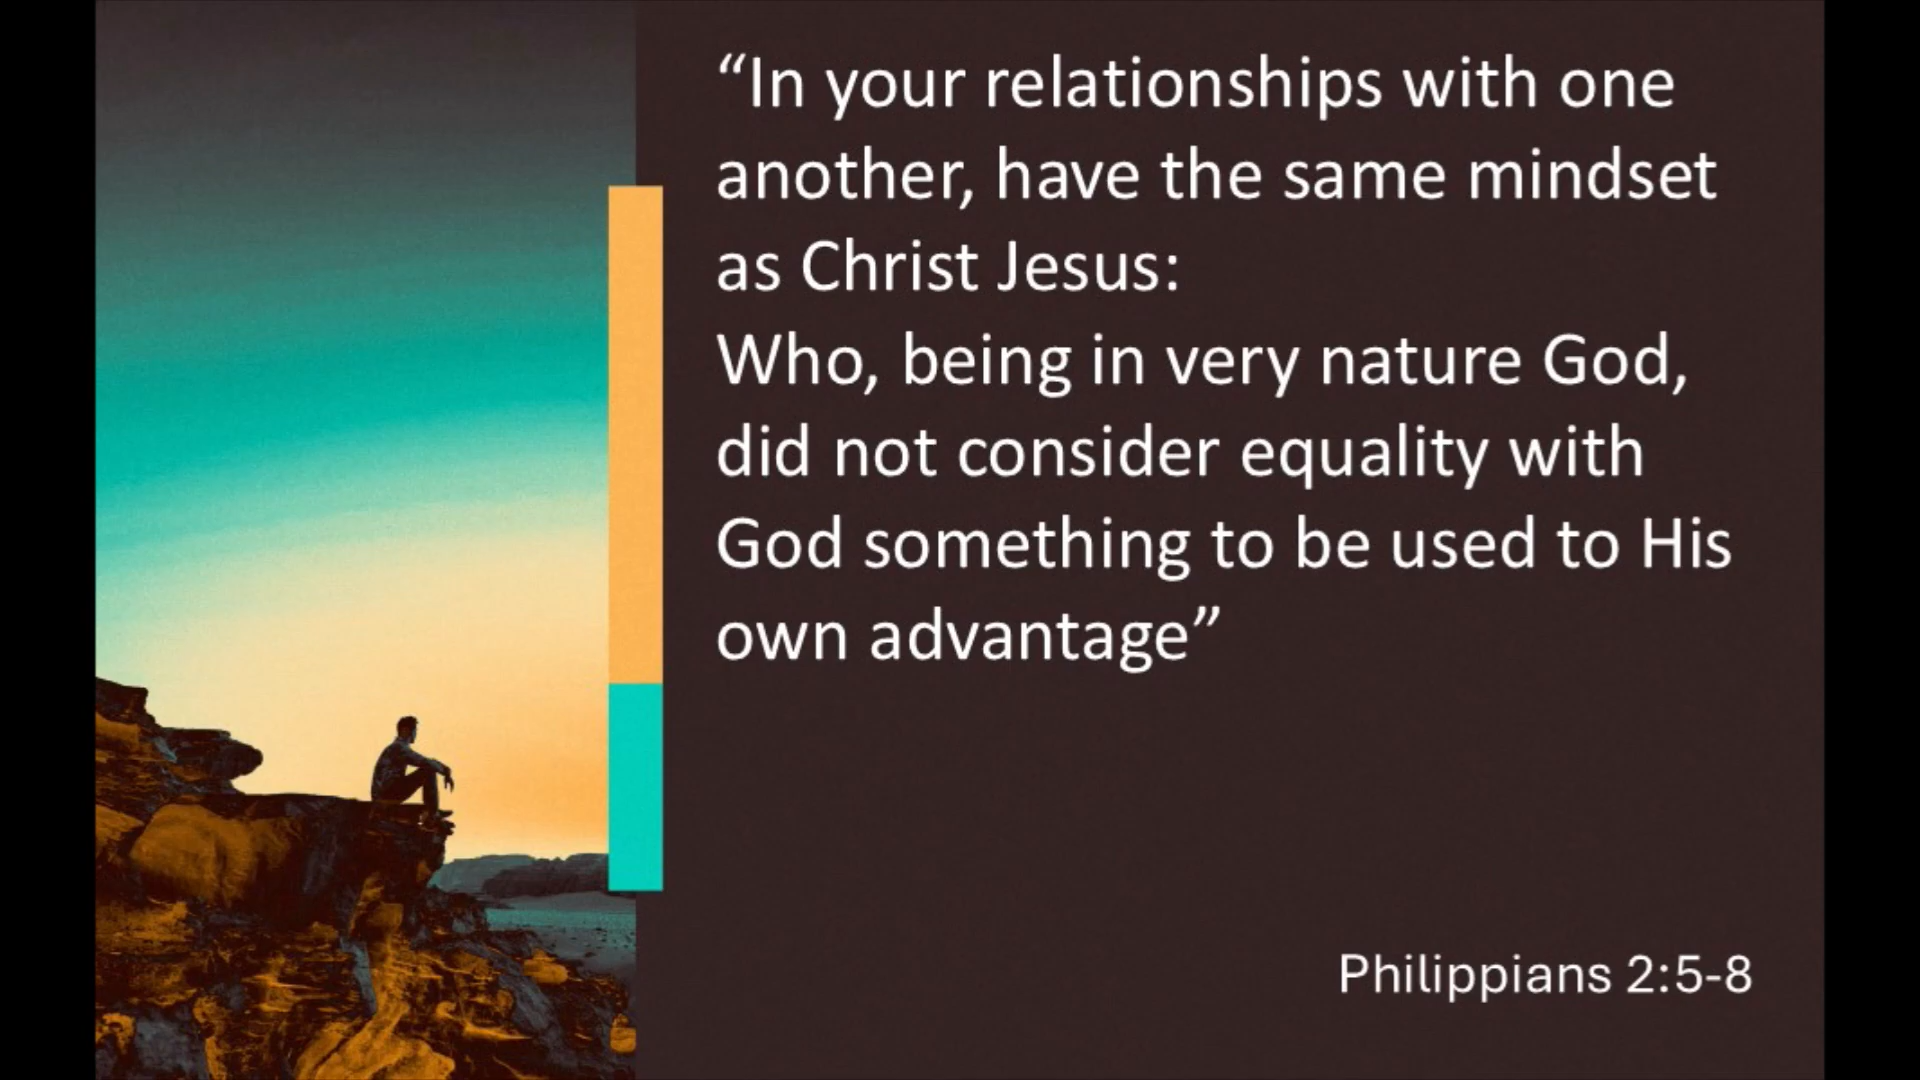 “In your relationships with one
another, have the same mindset
as Christ Jesus:
Who, being in very nature God,
did not consider equality with
God something to be used to His
own advantage”
Philippians 2:5-8